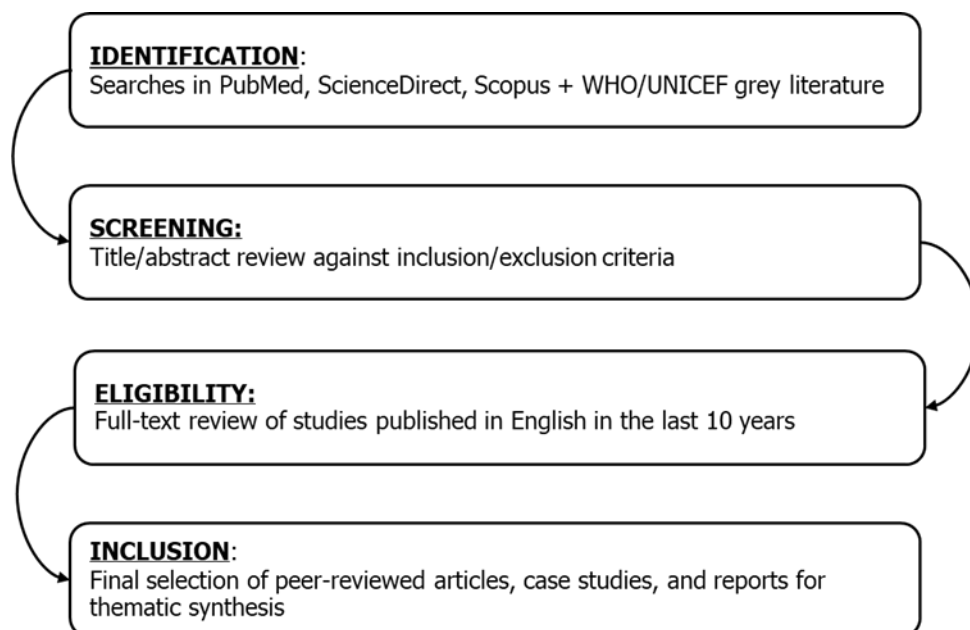 IDENTIFICATION:
Searches in PubMed, ScienceDirect, Scopus + WHO/UNICEF grey literature
SCREENING:
Title/abstract review against inclusion/exclusion criteria
ELIGIBILITY:
Full-text review of studies published in English in the last 10 years
INCLUSION:
Final selection of peer-reviewed articles, case studies, and reports for
thematic synthesis